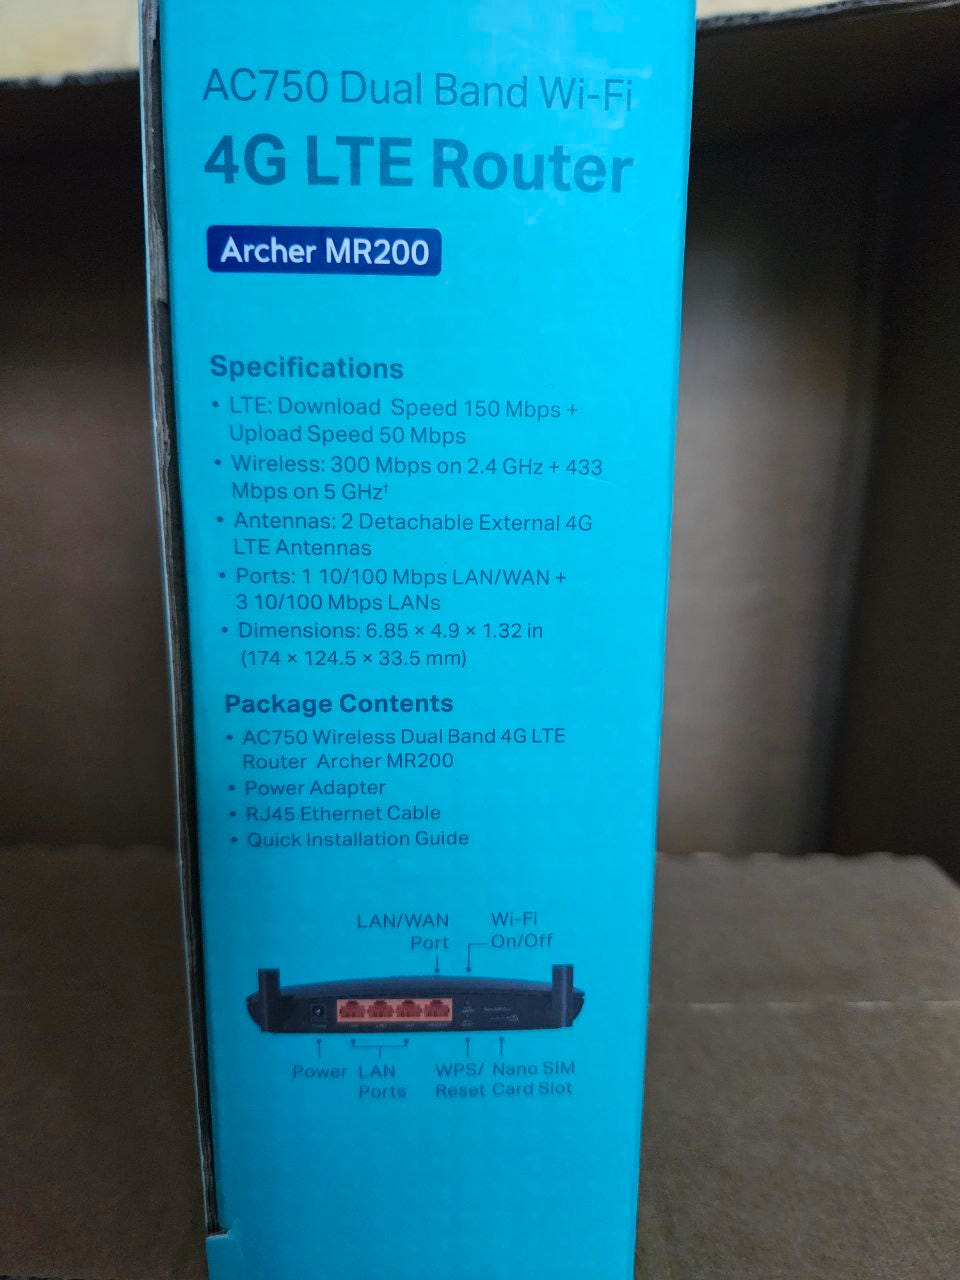 AC750 Dual Band Wi-Fi
4G LTE Router
Archer MR200
Specifications
• LTE: Download Speed 150 Mbps +
Upload Speed 50 Mbps
• Wireless: 300 Mbps on 2.4 GHz + 433
Mbps on 5 GHz†
• Antennas: 2 Detachable External 4G
LTE Antennas
• Ports: 1 10/100 Mbps LAN/WAN +
3 10/100 Mbps LANs
• Dimensions: 6.85 × 4.9 × 1.32 in
(174 × 124.5 × 33.5 mm)
Package Contents
• AC750 Wireless Dual Band 4G LTE
Router Archer MR200
• Power Adapter
• RJ45 Ethernet Cable
• Quick Installation Guide
LAN/WAN Port
Wi-Fi On/Off
Power
LAN Ports
WPS/ Reset
Nano SIM Card Slot